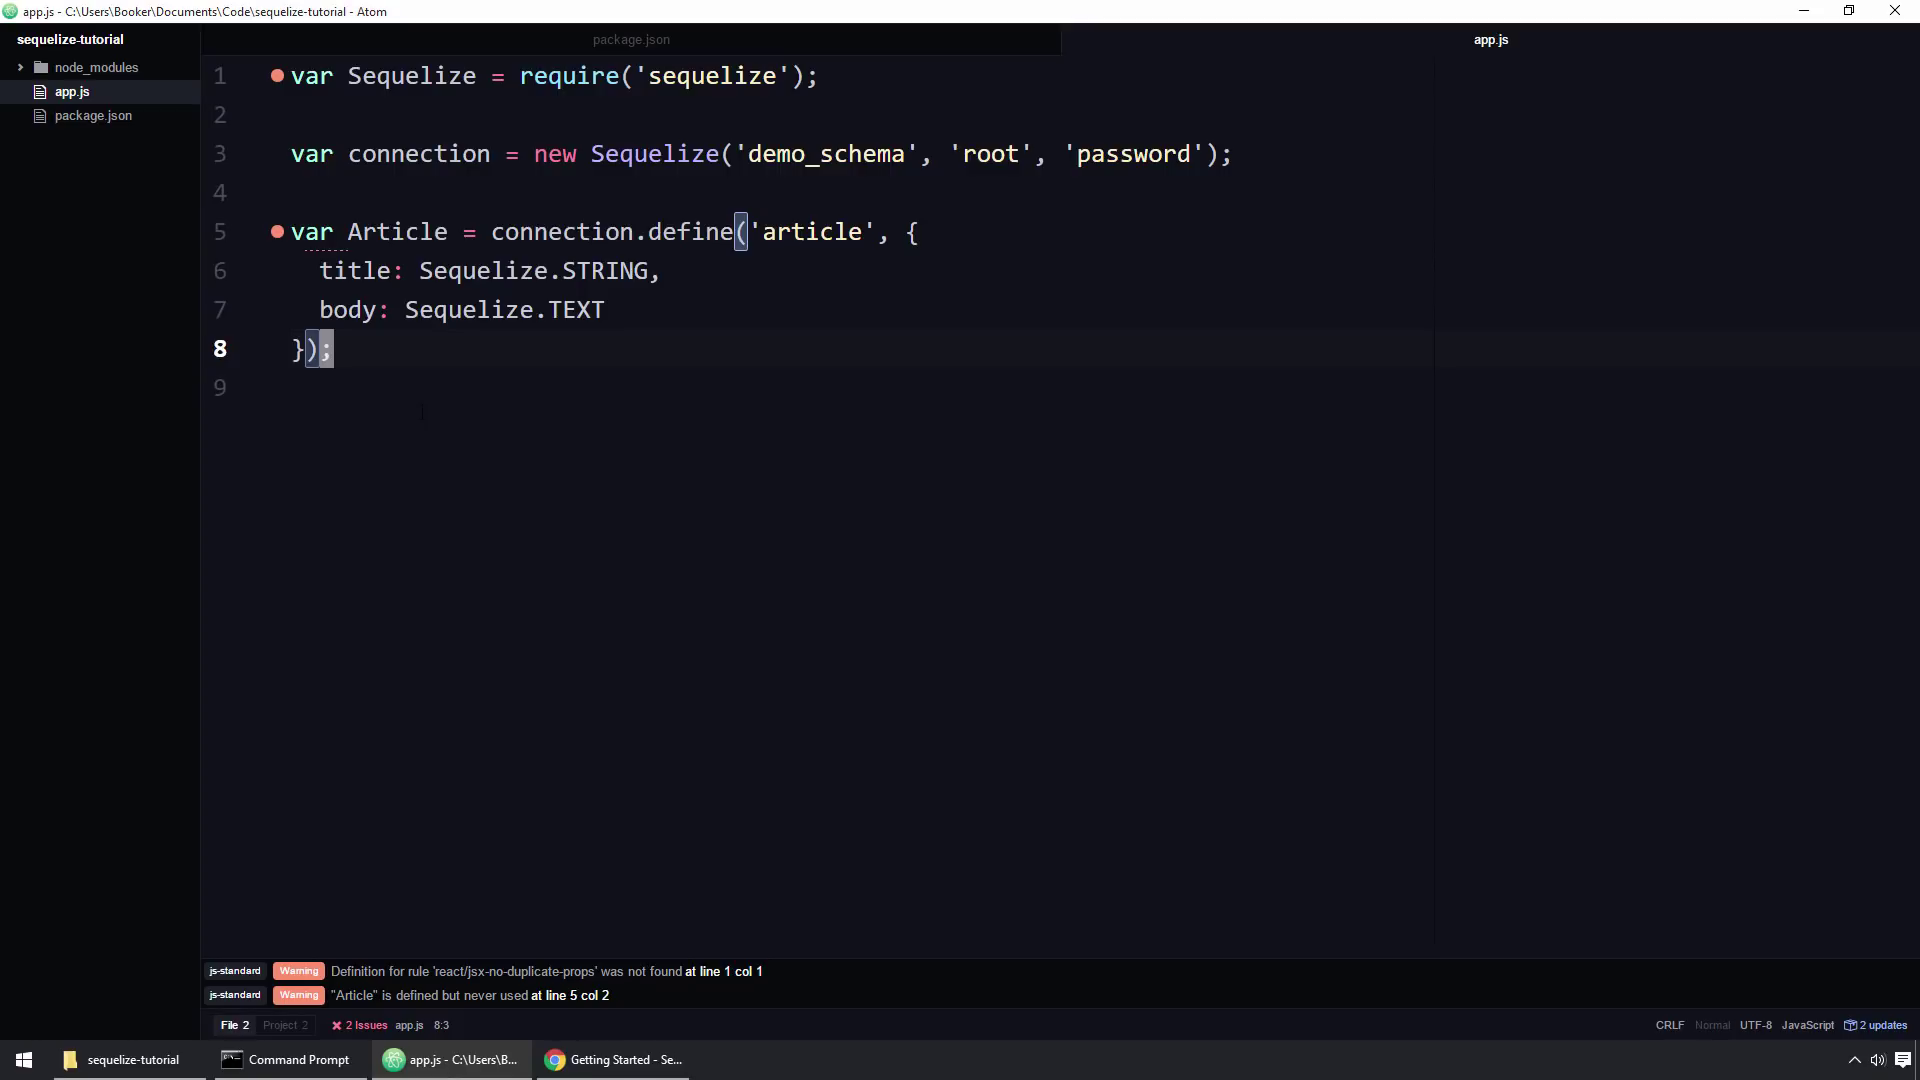 app.js - C:\Users\Booker\Documents\Code\sequelize-tutorial - Atom
sequelize-tutorial
node_modules
app.js
package.json
package.json
app.js
1 var Sequelize = require('sequelize');
2
3 var connection = new Sequelize('demo_schema', 'root', 'password');
4
5 var Article = connection.define('article', {
6 title: Sequelize.STRING,
7 body: Sequelize.TEXT
8 });
9
js-standard Warning Definition for rule 'react/jsx-no-duplicate-props' was not found at line 1 col 1
js-standard Warning "Article" is defined but never used at line 5 col 2
File 2 Project 2 2 Issues app.js 8:3 CRLF Normal UTF-8 JavaScript 2 updates
sequelize-tutorial Command Prompt app.js - C:\Users\B... Getting Started - Se...